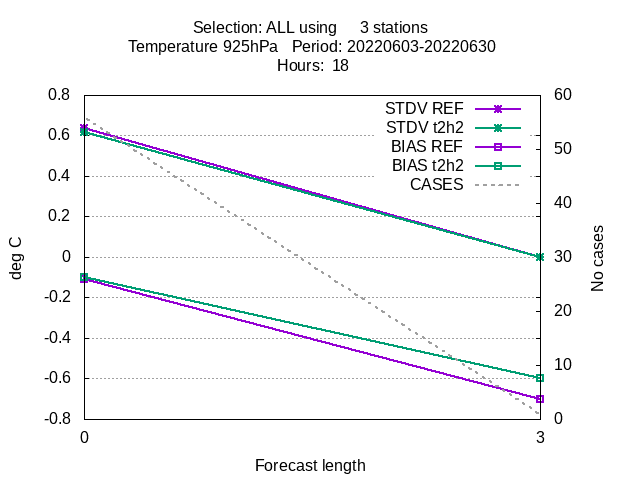 Selection: ALL using 3 stations
Temperature 925hPa Period: 20220603-20220630
Hours: 18
STDV REF
STDV t2h2
BIAS REF
BIAS t2h2
CASES
0.8
0.6
0.4
0.2
0
-0.2
-0.4
-0.6
-0.8
deg C
60
50
40
30
20
10
0
No cases
0 3
Forecast length